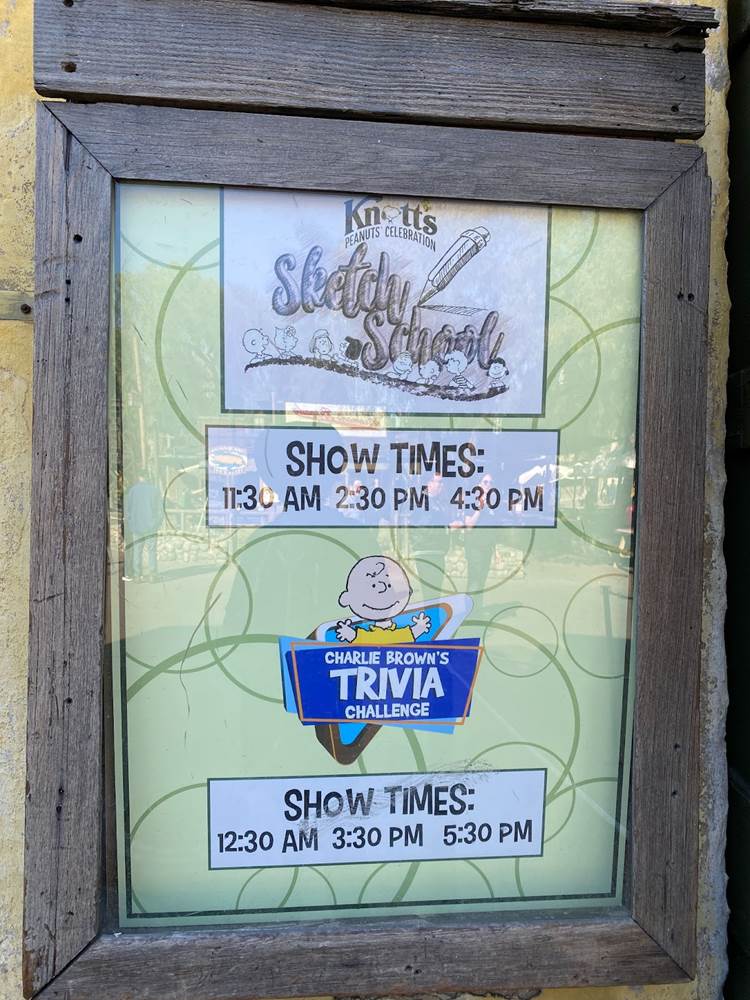 Knott's
PEANUTS CELEBRATION
Sketch
School
SHOW TIMES:
11:30 AM 2:30 PM 4:30 PM
CHARLIE BROWN'S
TRIVIA
CHALLENGE
SHOW TIMES:
12:30 AM 3:30 PM 5:30 PM